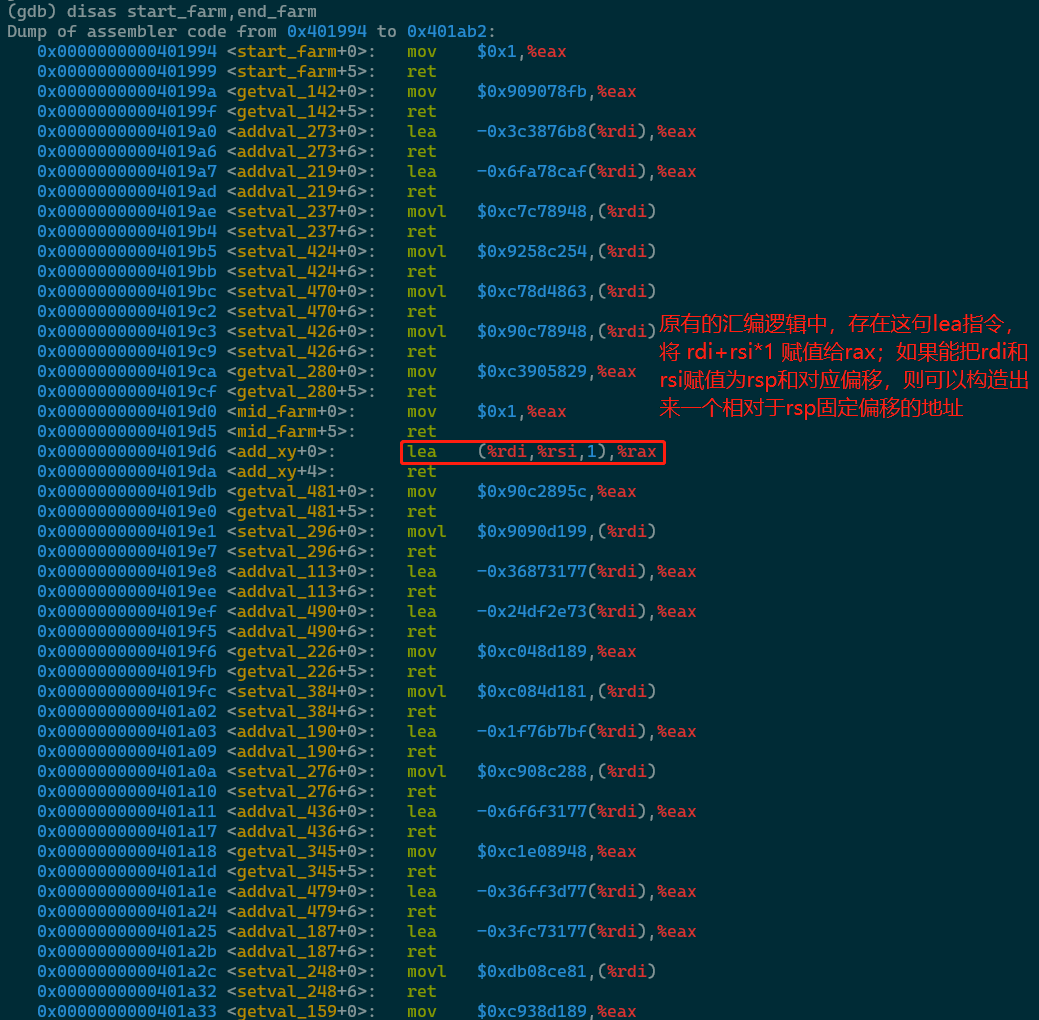 (gdb) disas start_farm,end_farm
Dump of assembler code from 0x401994 to 0x401ab2:
0x0000000000401994 <start_farm+0>: mov $0x1,%eax
0x0000000000401999 <start_farm+5>: ret
0x000000000040199a <getval_142+0>: mov $0x909078fb,%eax
0x000000000040199f <getval_142+5>: ret
0x00000000004019a0 <addval_273+0>: lea -0x3c3876b8(%rdi),%eax
0x00000000004019a6 <addval_273+6>: ret
0x00000000004019a7 <addval_219+0>: lea -0x6fa78caf(%rdi),%eax
0x00000000004019ad <addval_219+6>: ret
0x00000000004019ae <setval_237+0>: movl $0xc7c78948,(%rdi)
0x00000000004019b4 <setval_237+6>: ret
0x00000000004019b5 <setval_424+0>: movl $0x9258c254,(%rdi)
0x00000000004019bb <setval_424+6>: ret
0x00000000004019bc <setval_470+0>: movl $0xc78d4863,(%rdi)
0x00000000004019c2 <setval_470+6>: ret
0x00000000004019c3 <setval_426+0>: movl $0x90c78948,(%rdi)
0x00000000004019c9 <setval_426+6>: ret
0x00000000004019ca <getval_280+0>: mov $0xc3905829,%eax
0x00000000004019cf <getval_280+5>: ret
0x00000000004019d0 <mid_farm+0>: mov $0x1,%eax
0x00000000004019d5 <mid_farm+5>: ret
0x00000000004019d6 <add_xy+0>: lea (%rdi,%rsi,1),%rax
0x00000000004019da <add_xy+4>: ret
0x00000000004019db <getval_481+0>: mov $0x90c2895c,%eax
0x00000000004019e0 <getval_481+5>: ret
0x00000000004019e1 <setval_296+0>: movl $0x9090d199,(%rdi)
0x00000000004019e7 <setval_296+6>: ret
0x00000000004019e8 <addval_113+0>: lea -0x36873177(%rdi),%eax
0x00000000004019ee <addval_113+6>: ret
0x00000000004019ef <addval_490+0>: lea -0x24df2e73(%rdi),%eax
0x00000000004019f5 <addval_490+6>: ret
0x00000000004019f6 <getval_226+0>: mov $0xc048d189,%eax
0x00000000004019fb <getval_226+5>: ret
0x00000000004019fc <setval_384+0>: movl $0xc084d181,(%rdi)
0x0000000000401a02 <setval_384+6>: ret
0x0000000000401a03 <addval_190+0>: lea -0x1f76b7bf(%rdi),%eax
0x0000000000401a09 <addval_190+6>: ret
0x0000000000401a0a <setval_276+0>: movl $0xc908c288,(%rdi)
0x0000000000401a10 <setval_276+6>: ret
0x0000000000401a11 <addval_436+0>: lea -0x6f6f3177(%rdi),%eax
0x0000000000401a17 <addval_436+6>: ret
0x0000000000401a18 <getval_345+0>: mov $0xc1e08948,%eax
0x0000000000401a1d <getval_345+5>: ret
0x0000000000401a1e <addval_479+0>: lea -0x36ff3d77(%rdi),%eax
0x0000000000401a24 <addval_479+6>: ret
0x0000000000401a25 <addval_187+0>: lea -0x3fc73177(%rdi),%eax
0x0000000000401a2b <addval_187+6>: ret
0x0000000000401a2c <setval_248+0>: movl $0xdb08ce81,(%rdi)
0x0000000000401a32 <setval_248+6>: ret
0x0000000000401a33 <getval_159+0>: mov $0xc938d189,%eax
原有的汇编逻辑中，存在这句lea指令，
将 rdi+rsi*1 赋值给rax；如果能把rdi和
rsi赋值为rsp和对应偏移，则可以构造出
来一个相对于rsp固定偏移的地址